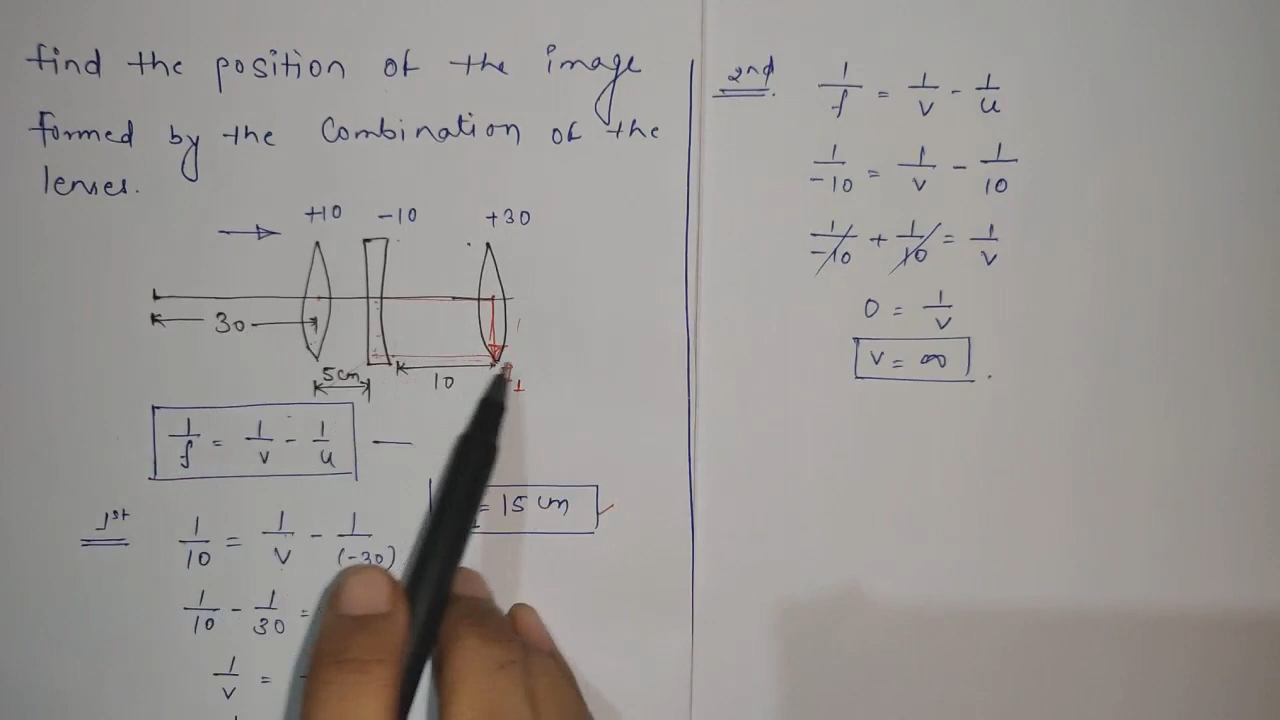 find the position of the image
formed by the Combination of the
lenses.
+10 -10 +30
30
5cm
10
1/f = 1/v - 1/u
1st 1/10 = 1/v - 1/(-30)
= 15 cm
1/10 - 1/30 =
1/v =
2nd. 1/f = 1/v - 1/u
1/-10 = 1/v - 1/10
1/-10 + 1/10 = 1/v
0 = 1/v
v = ∞